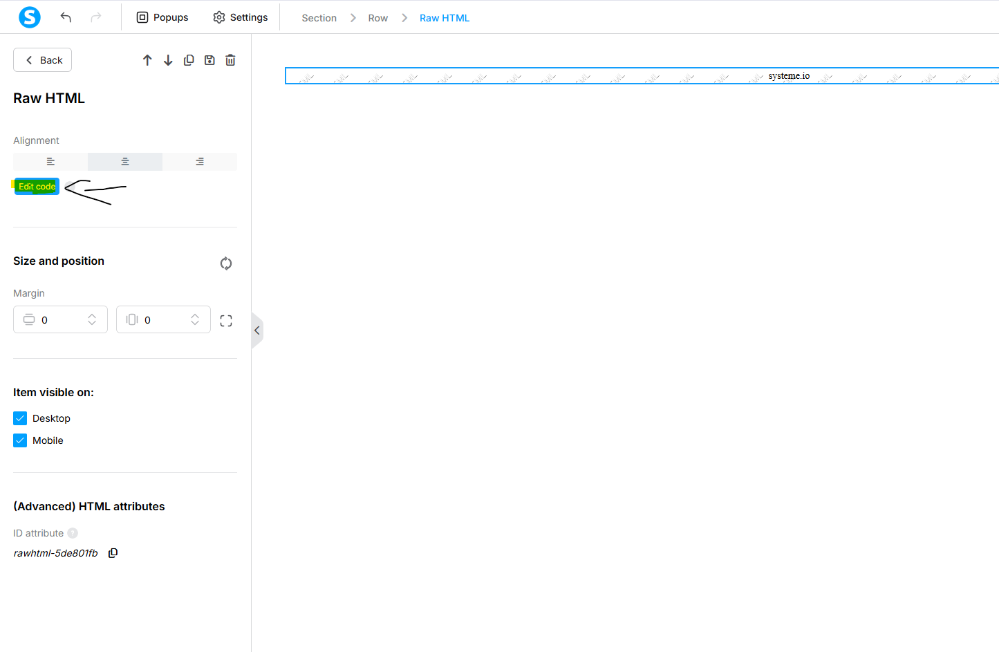 S
Popups
Settings
Section
Row
Raw HTML
Back
systeme.io
Raw HTML
Alignment
Edit code
Size and position
Margin
0
0
Item visible on:
Desktop
Mobile
(Advanced) HTML attributes
ID attribute ?
rawhtml-5de801fb